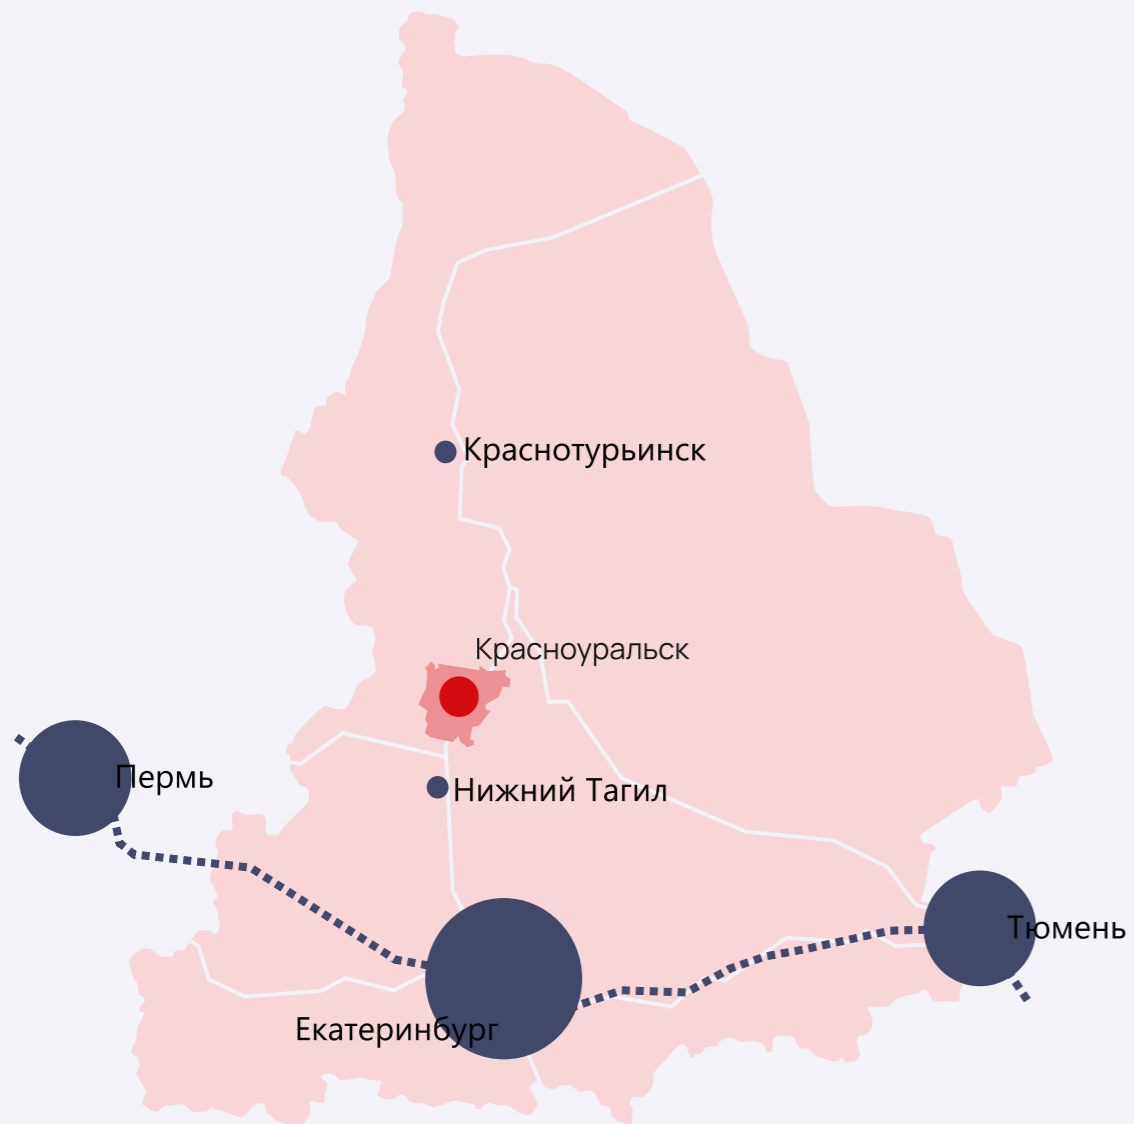 Краснотурьинск
Красноуральск
Пермь
Нижний Тагил
Тюмень
Екатеринбург